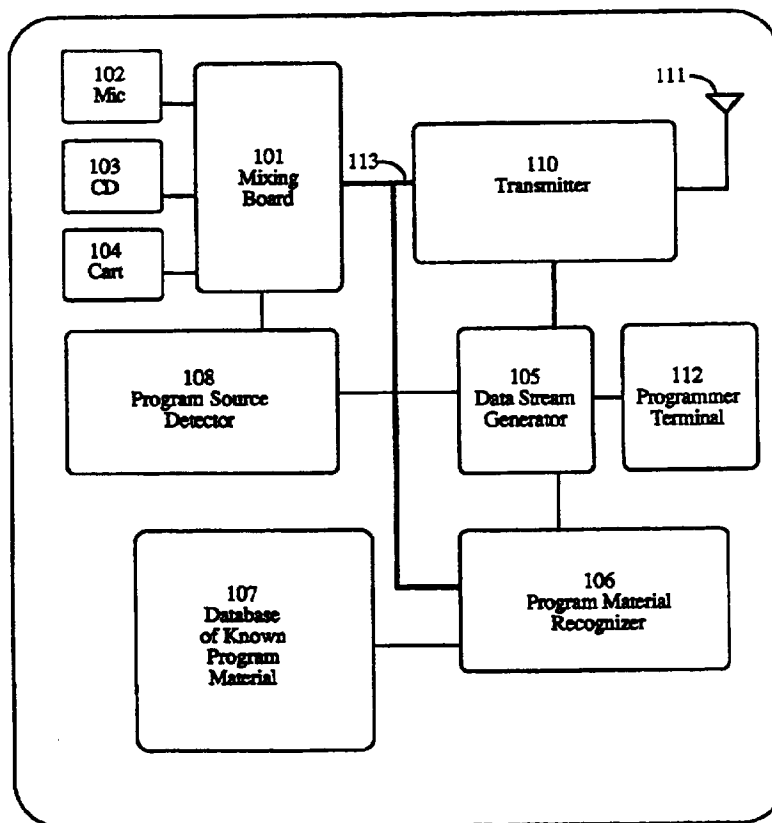 102
Mic
103
CD
104
Cart
101
Mixing
Board
113
110
Transmitter
111
108
Program Source
Detector
105
Data Stream
Generator
112
Programmer
Terminal
107
Database
of Known
Program
Material
106
Program Material
Recognizer